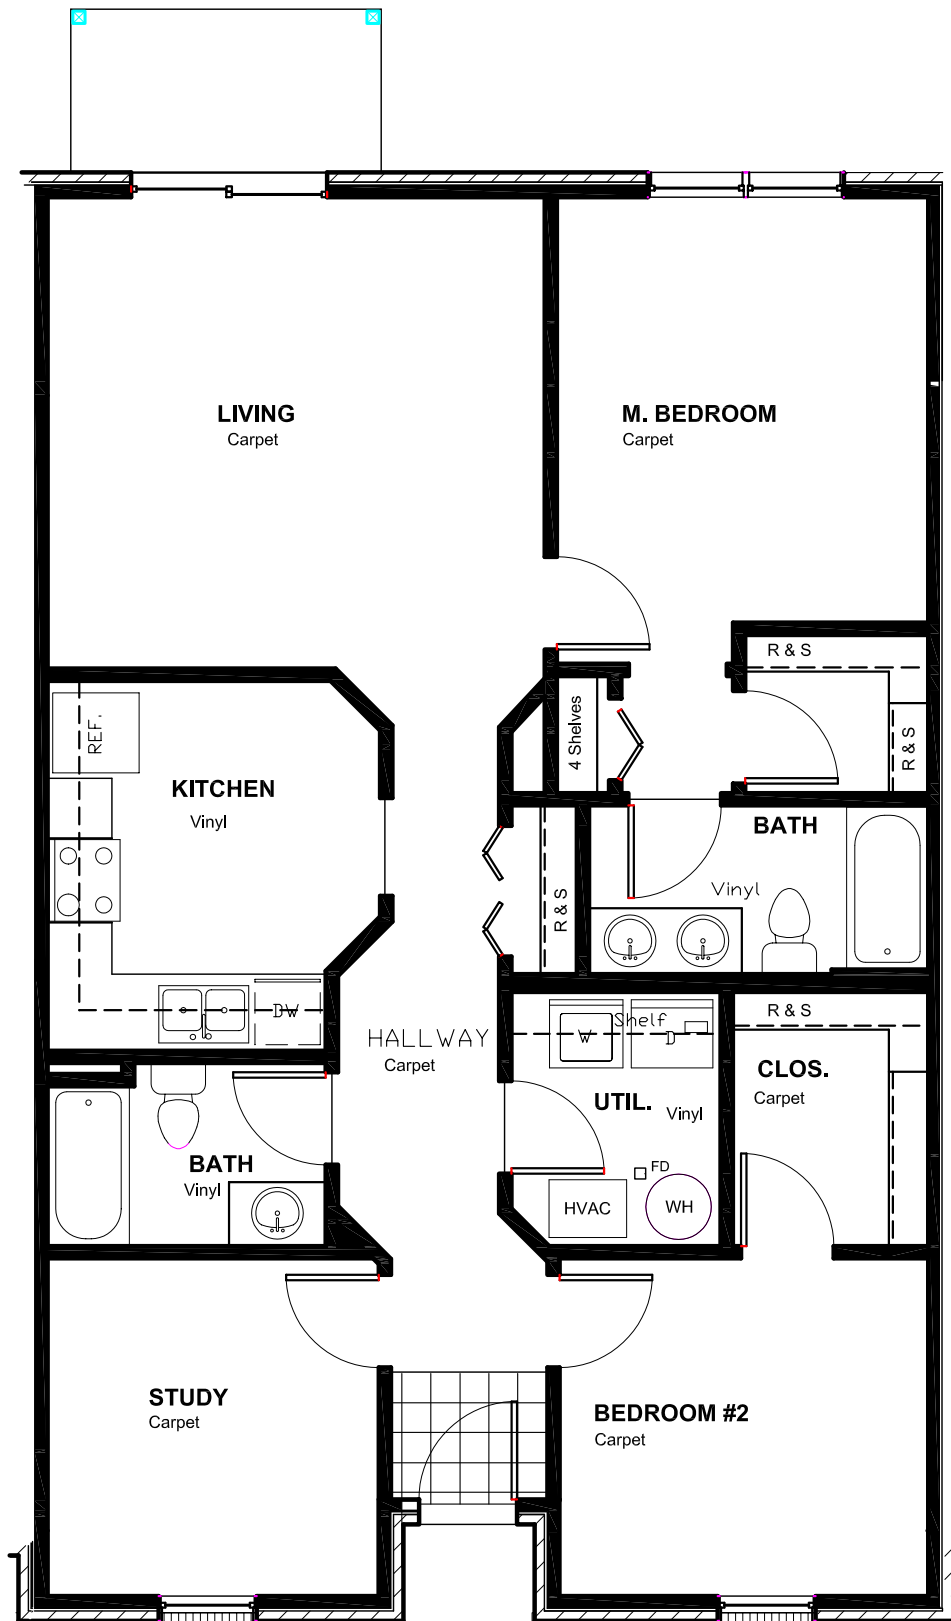 LIVING
Carpet
M. BEDROOM
Carpet
R & S
R & S
4 Shelves
REF.
KITCHEN
Vinyl
BATH
Vinyl
R & S
DW
HALLWAY
Carpet
W
Shelf
D
R & S
CLOS.
Carpet
UTIL.
Vinyl
BATH
Vinyl
FD
HVAC
WH
STUDY
Carpet
BEDROOM #2
Carpet